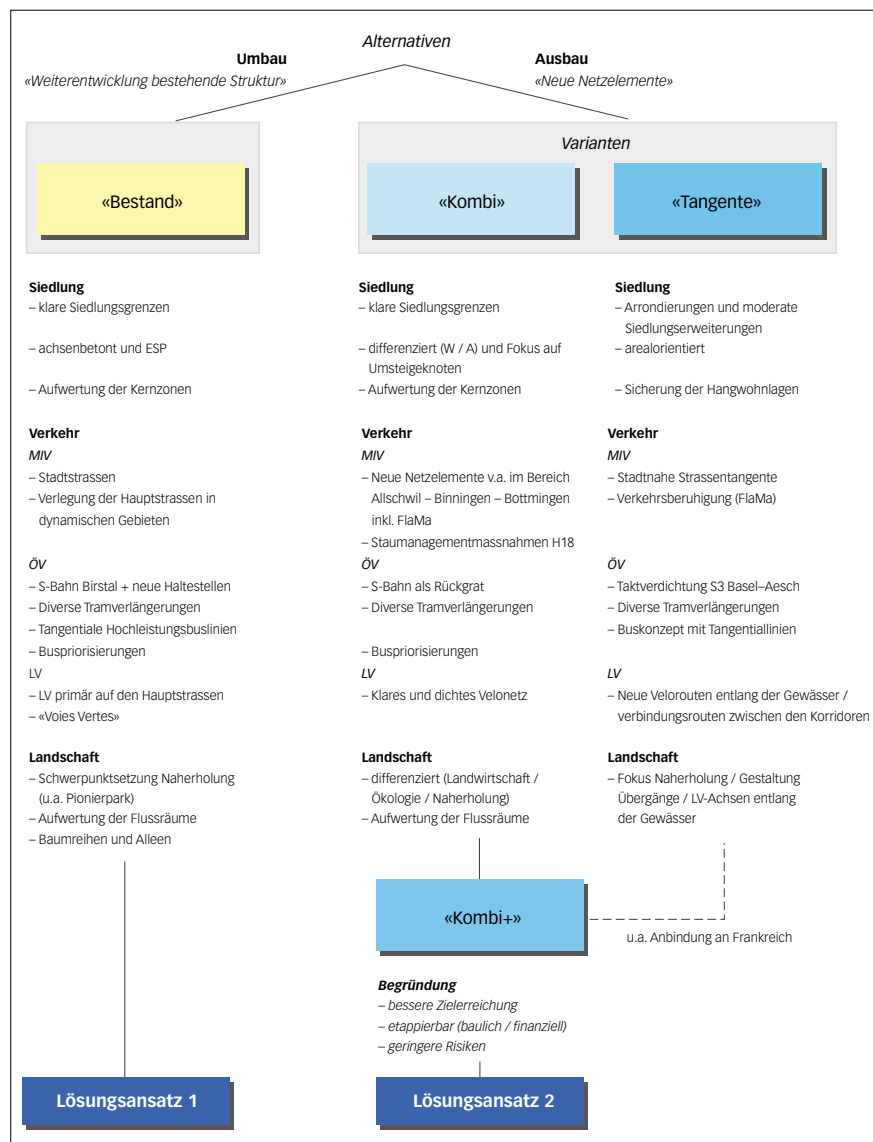 Alternativen
Umbau
«Weiterentwicklung bestehende Struktur»
Ausbau
«Neue Netzelemente»
Varianten
«Bestand»
«Kombi»
«Tangente»
Siedlung
– klare Siedlungsgrenzen
– achsenbetont und ESP
– Aufwertung der Kernzonen
Verkehr
MIV
– Stadtstrassen
– Verlegung der Hauptstrassen in
dynamischen Gebieten
ÖV
– S-Bahn Birstal + neue Haltestellen
– Diverse Tramverlängerungen
– Tangentiale Hochleistungsbuslinien
– Buspriorisierungen
LV
– LV primär auf den Hauptstrassen
– «Voies Vertes»
Landschaft
– Schwerpunktsetzung Naherholung
(u.a. Pionierpark)
– Aufwertung der Flussräume
– Baumreihen und Alleen
Siedlung
– klare Siedlungsgrenzen
– differenziert (W / A) und Fokus auf
Umsteigeknoten
– Aufwertung der Kernzonen
Verkehr
MIV
– Neue Netzelemente v.a. im Bereich
Allschwil – Binningen – Bottmingen
inkl. FlaMa
– Staumanagementmassnahmen H18
ÖV
– S-Bahn als Rückgrat
– Diverse Tramverlängerungen
– Buspriorisierungen
LV
– Klares und dichtes Velonetz
Landschaft
– differenziert (Landwirtschaft /
Ökologie / Naherholung)
– Aufwertung der Flussräume
Siedlung
– Arrondierungen und moderate
Siedlungserweiterungen
– arealorientiert
– Sicherung der Hangwohnlagen
Verkehr
MIV
– Stadtnahe Strassentangente
– Verkehrsberuhigung (FlaMa)
ÖV
– Taktverdichtung S3 Basel–Aesch
– Diverse Tramverlängerungen
– Buskonzept mit Tangentiallinien
LV
– Neue Velorouten entlang der Gewässer /
verbindungsrouten zwischen den Korridoren
Landschaft
– Fokus Naherholung / Gestaltung
Übergänge / LV-Achsen entlang
der Gewässer
«Kombi+»
u.a. Anbindung an Frankreich
Begründung
– bessere Zielerreichung
– etappierbar (baulich / finanziell)
– geringere Risiken
Lösungsansatz 1
Lösungsansatz 2